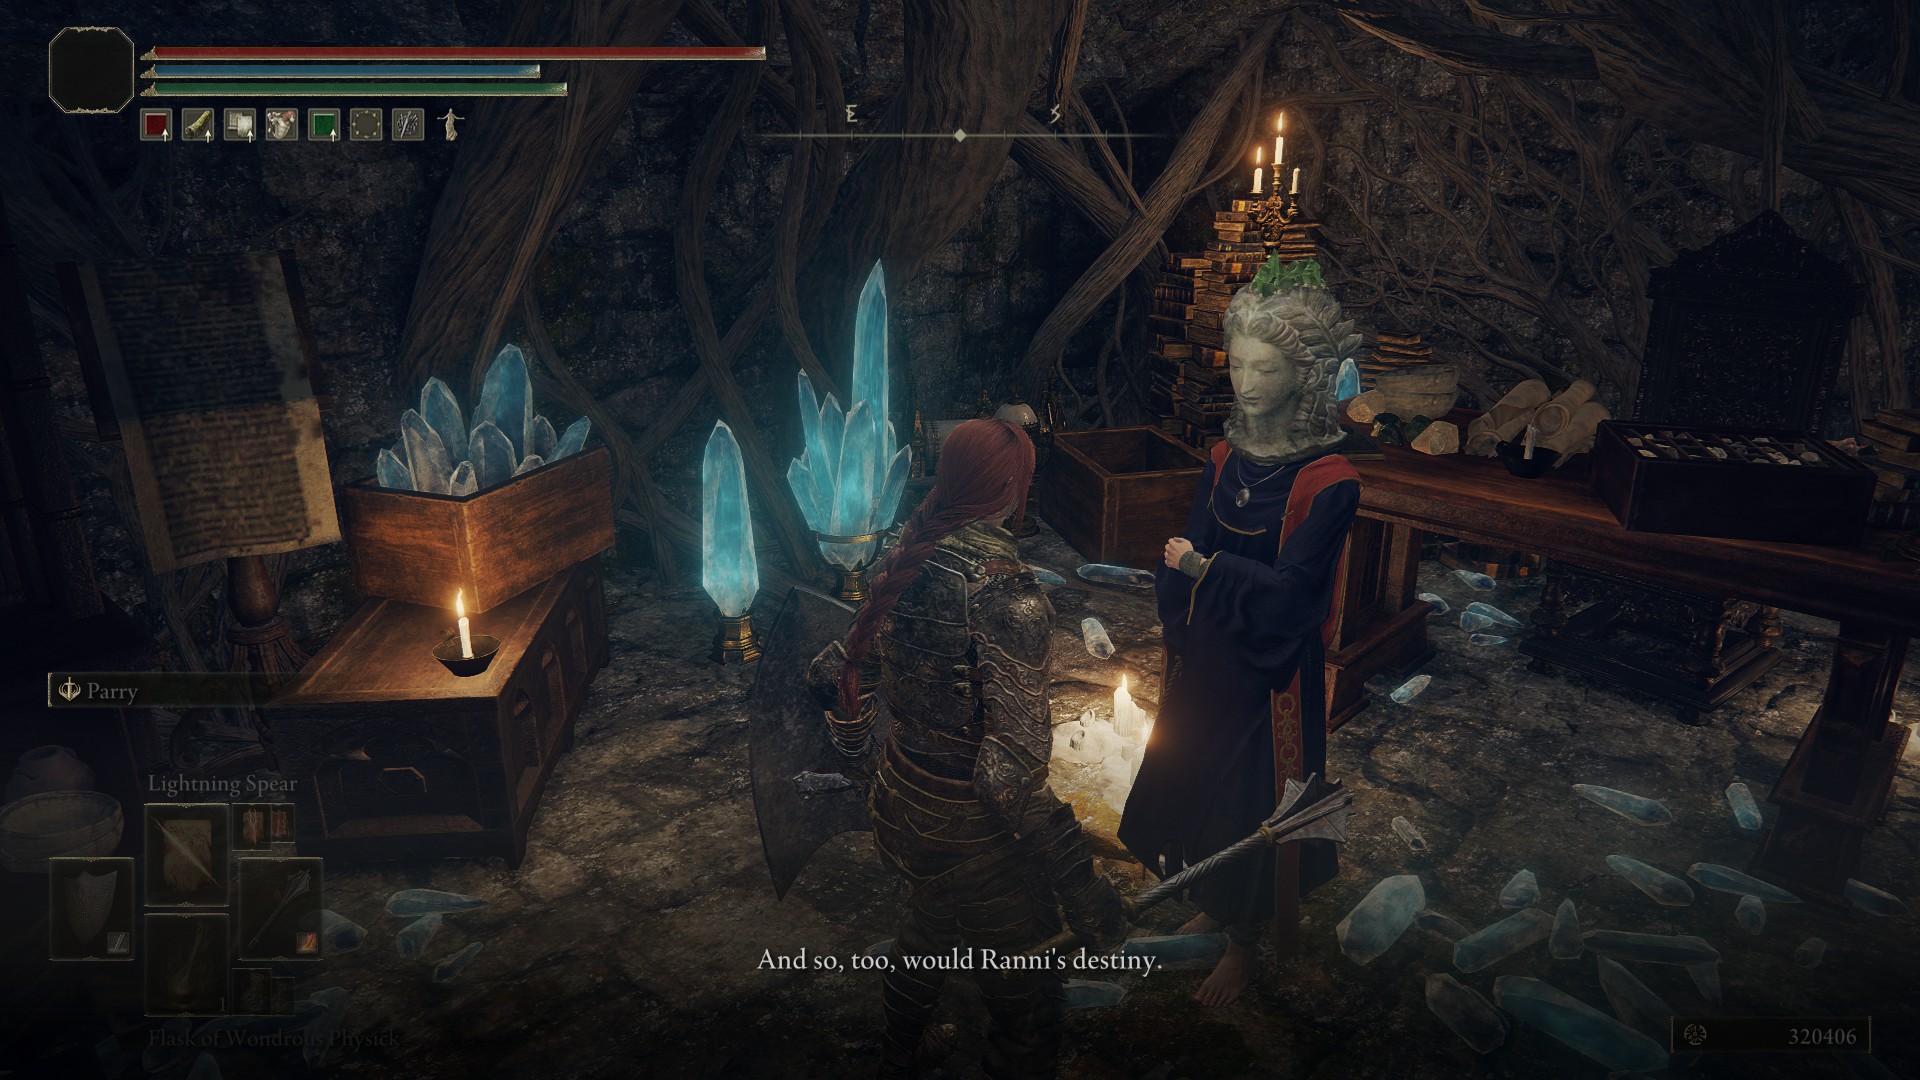 E
S
Parry
Lightning Spear
1
Flask of Wondrous Physick
And so, too, would Ranni's destiny.
320406